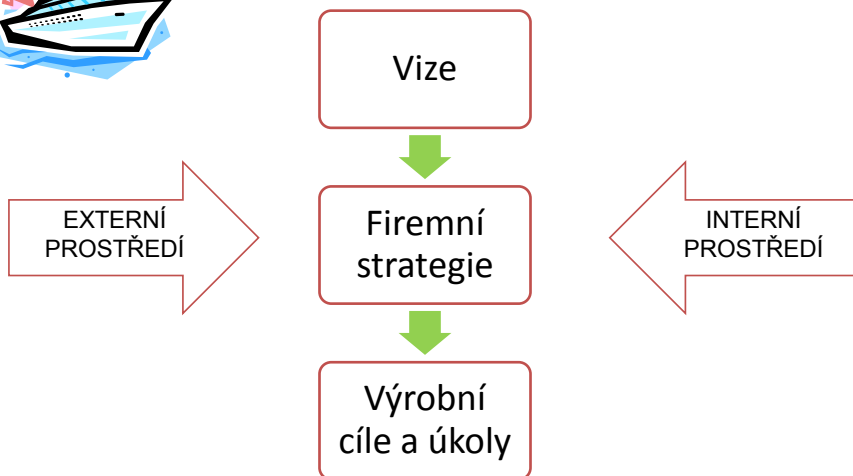 Vize
EXTERNÍ
PROSTŘEDÍ
Firemní
strategie
INTERNÍ
PROSTŘEDÍ
Výrobní
cíle a úkoly